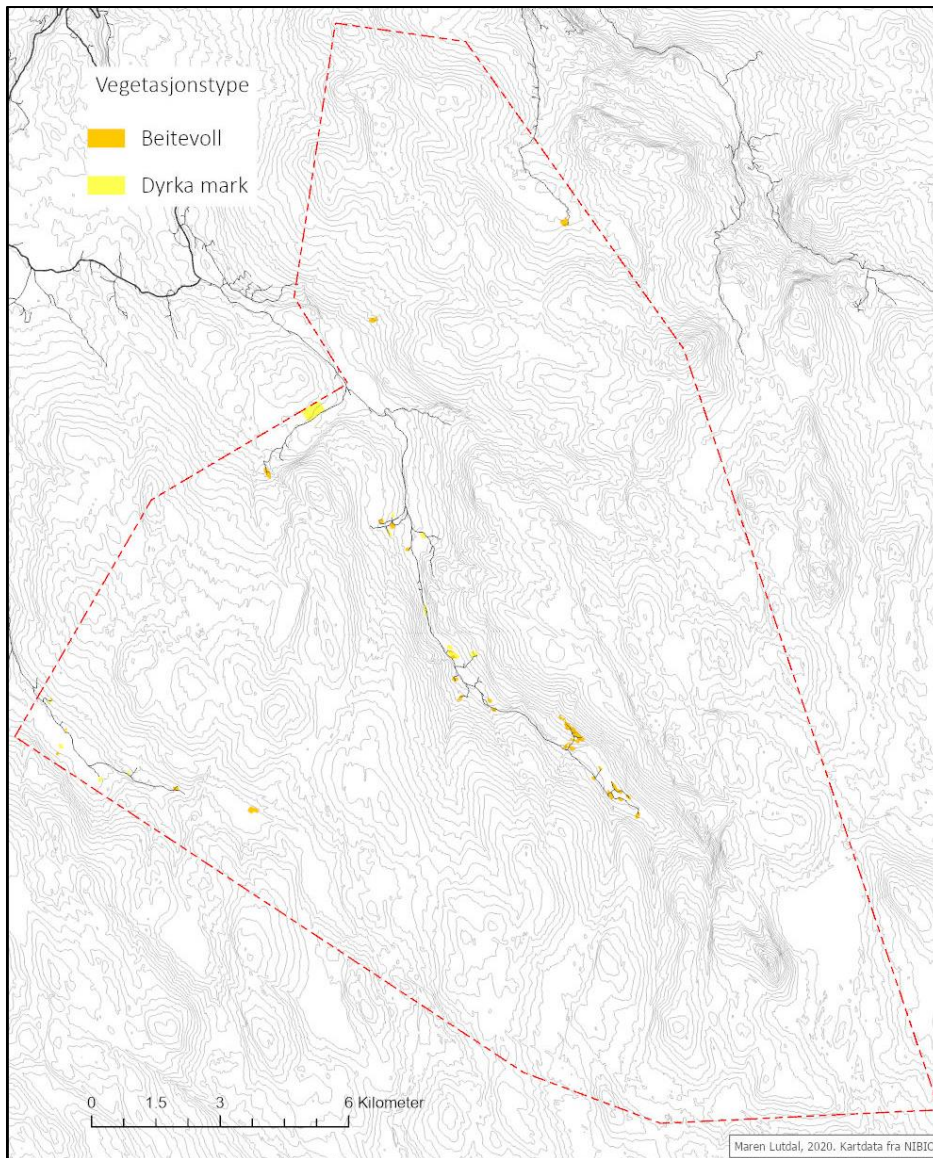 Vegetasjonstype
Beitevoll
Dyrka mark
0 1.5 3 6 Kilometer
Maren Lutdal, 2020. Kartdata fra NIBIO